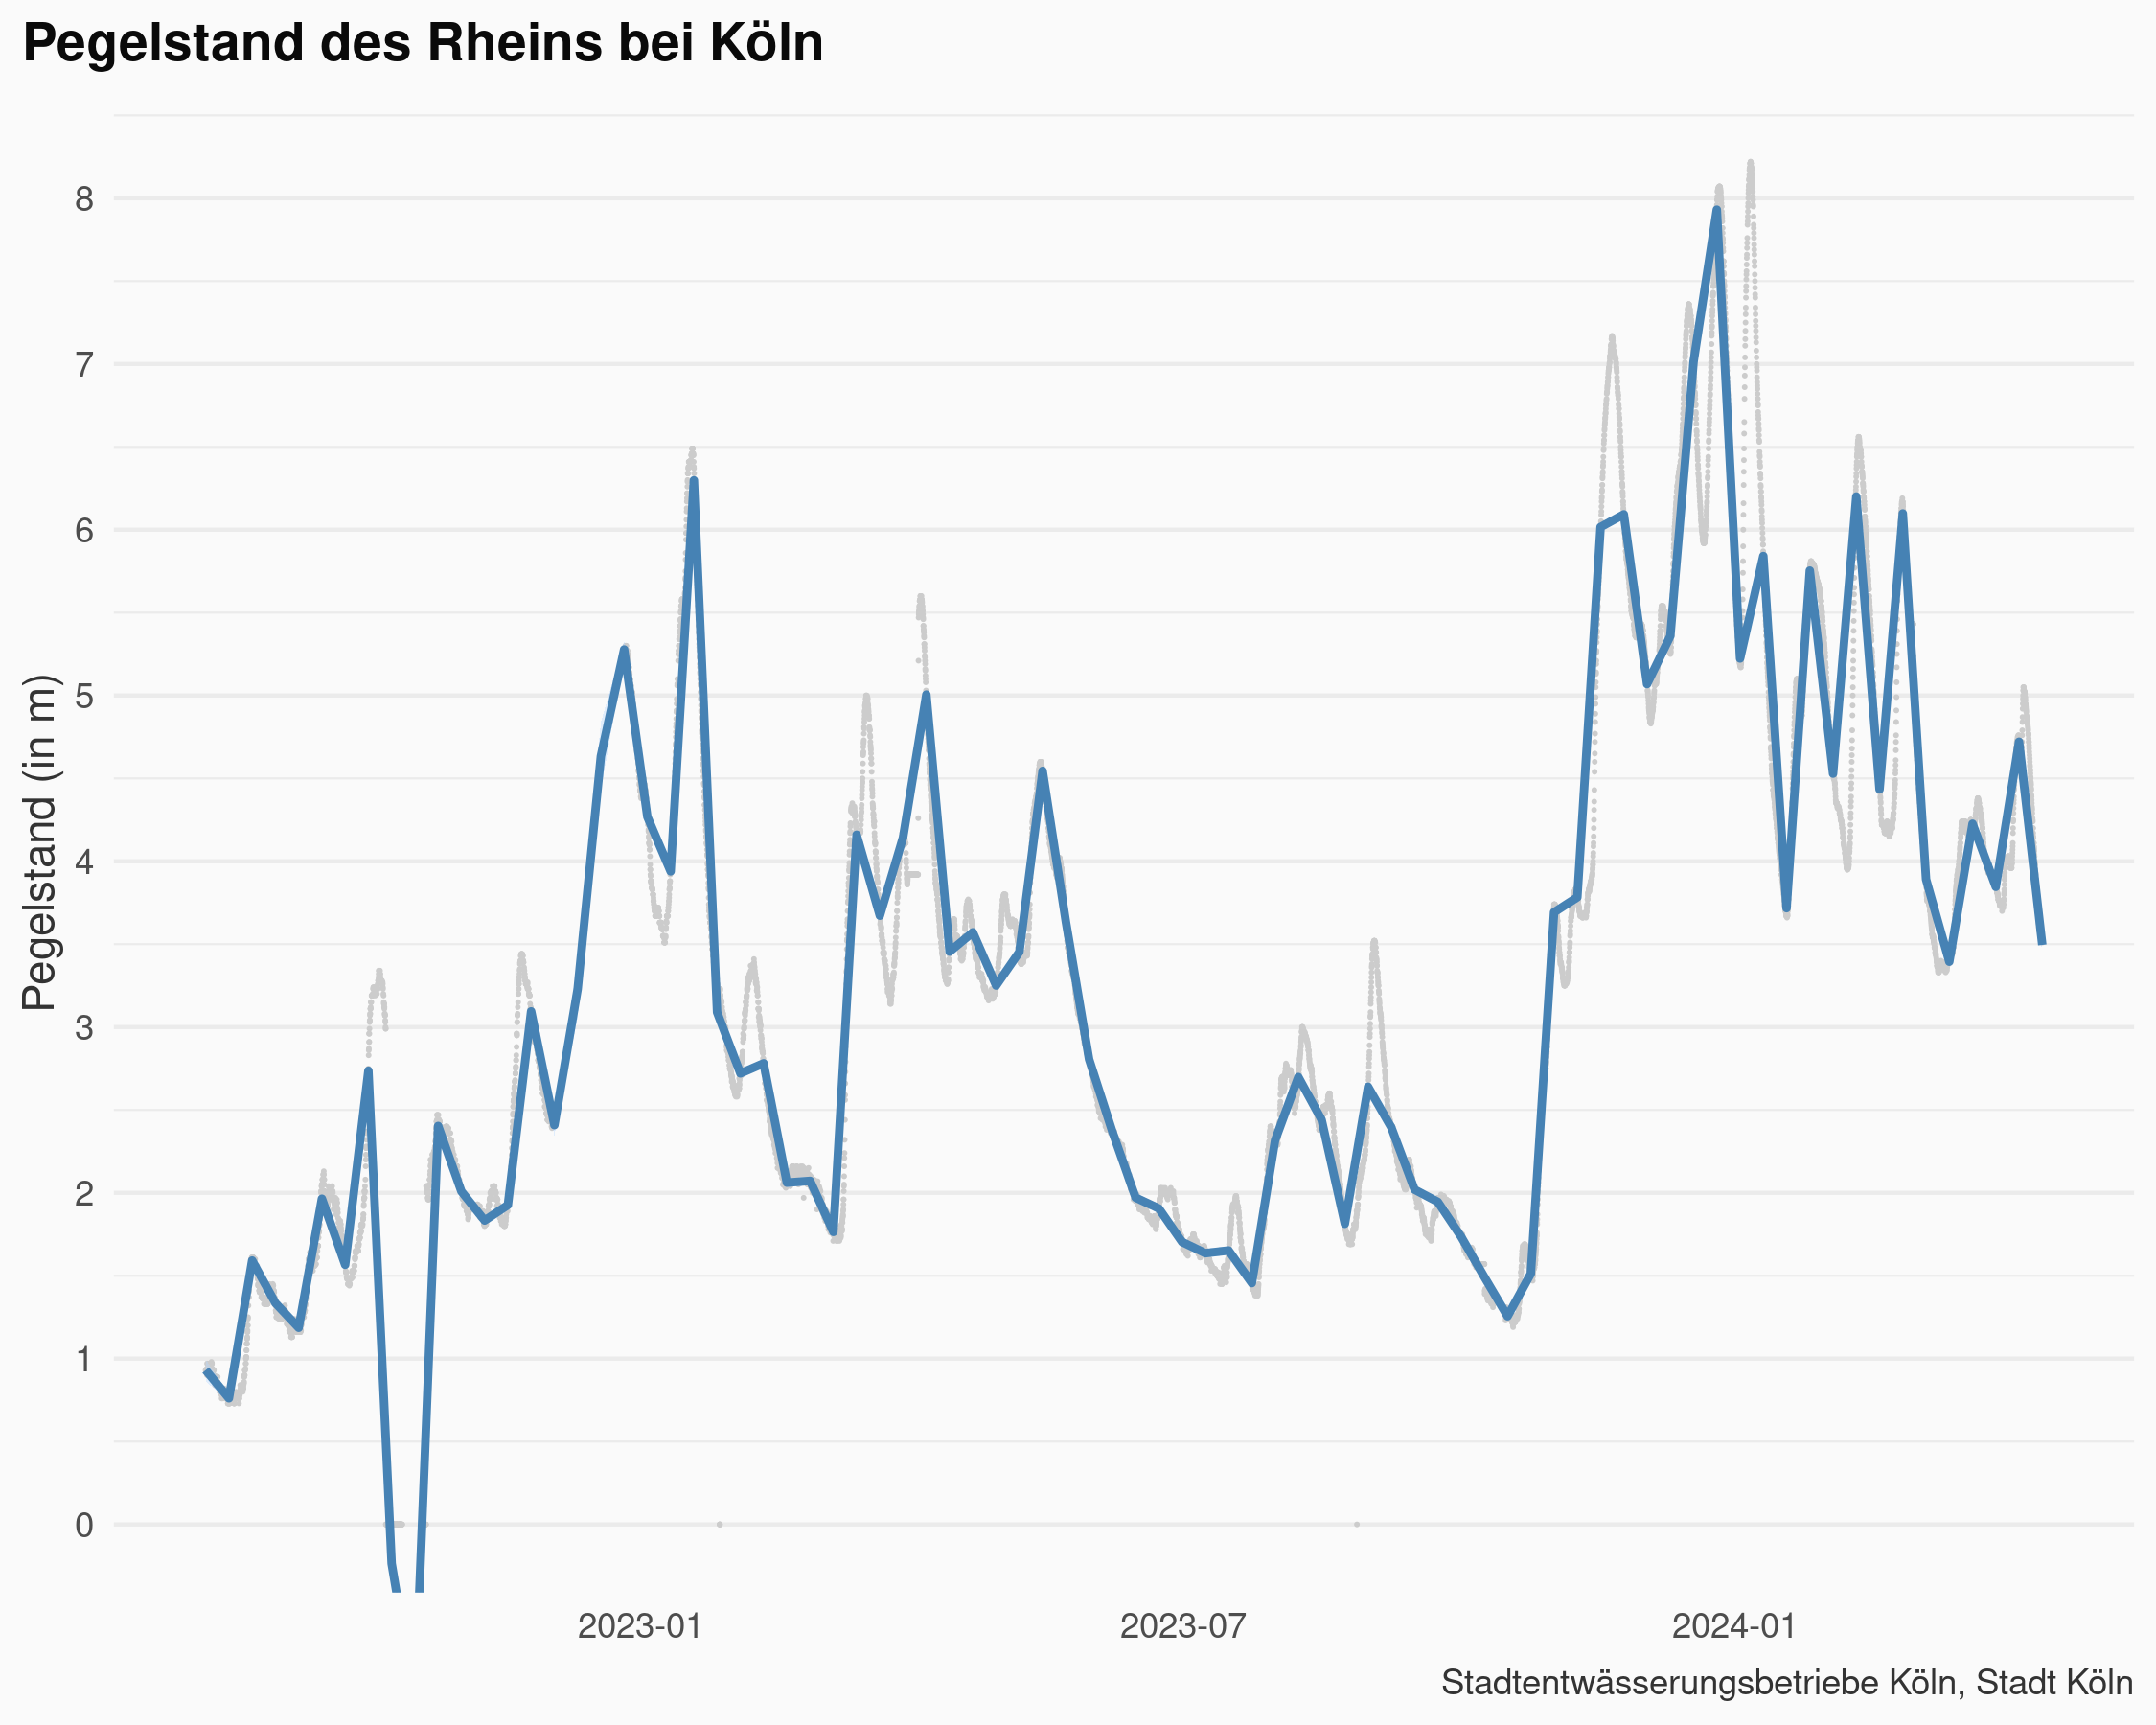 Pegelstand des Rheins bei Köln
Pegelstand (in m)
8
7
6
5
4
3
2
1
0
2023-01 2023-07 2024-01
Stadtentwässerungsbetriebe Köln, Stadt Köln